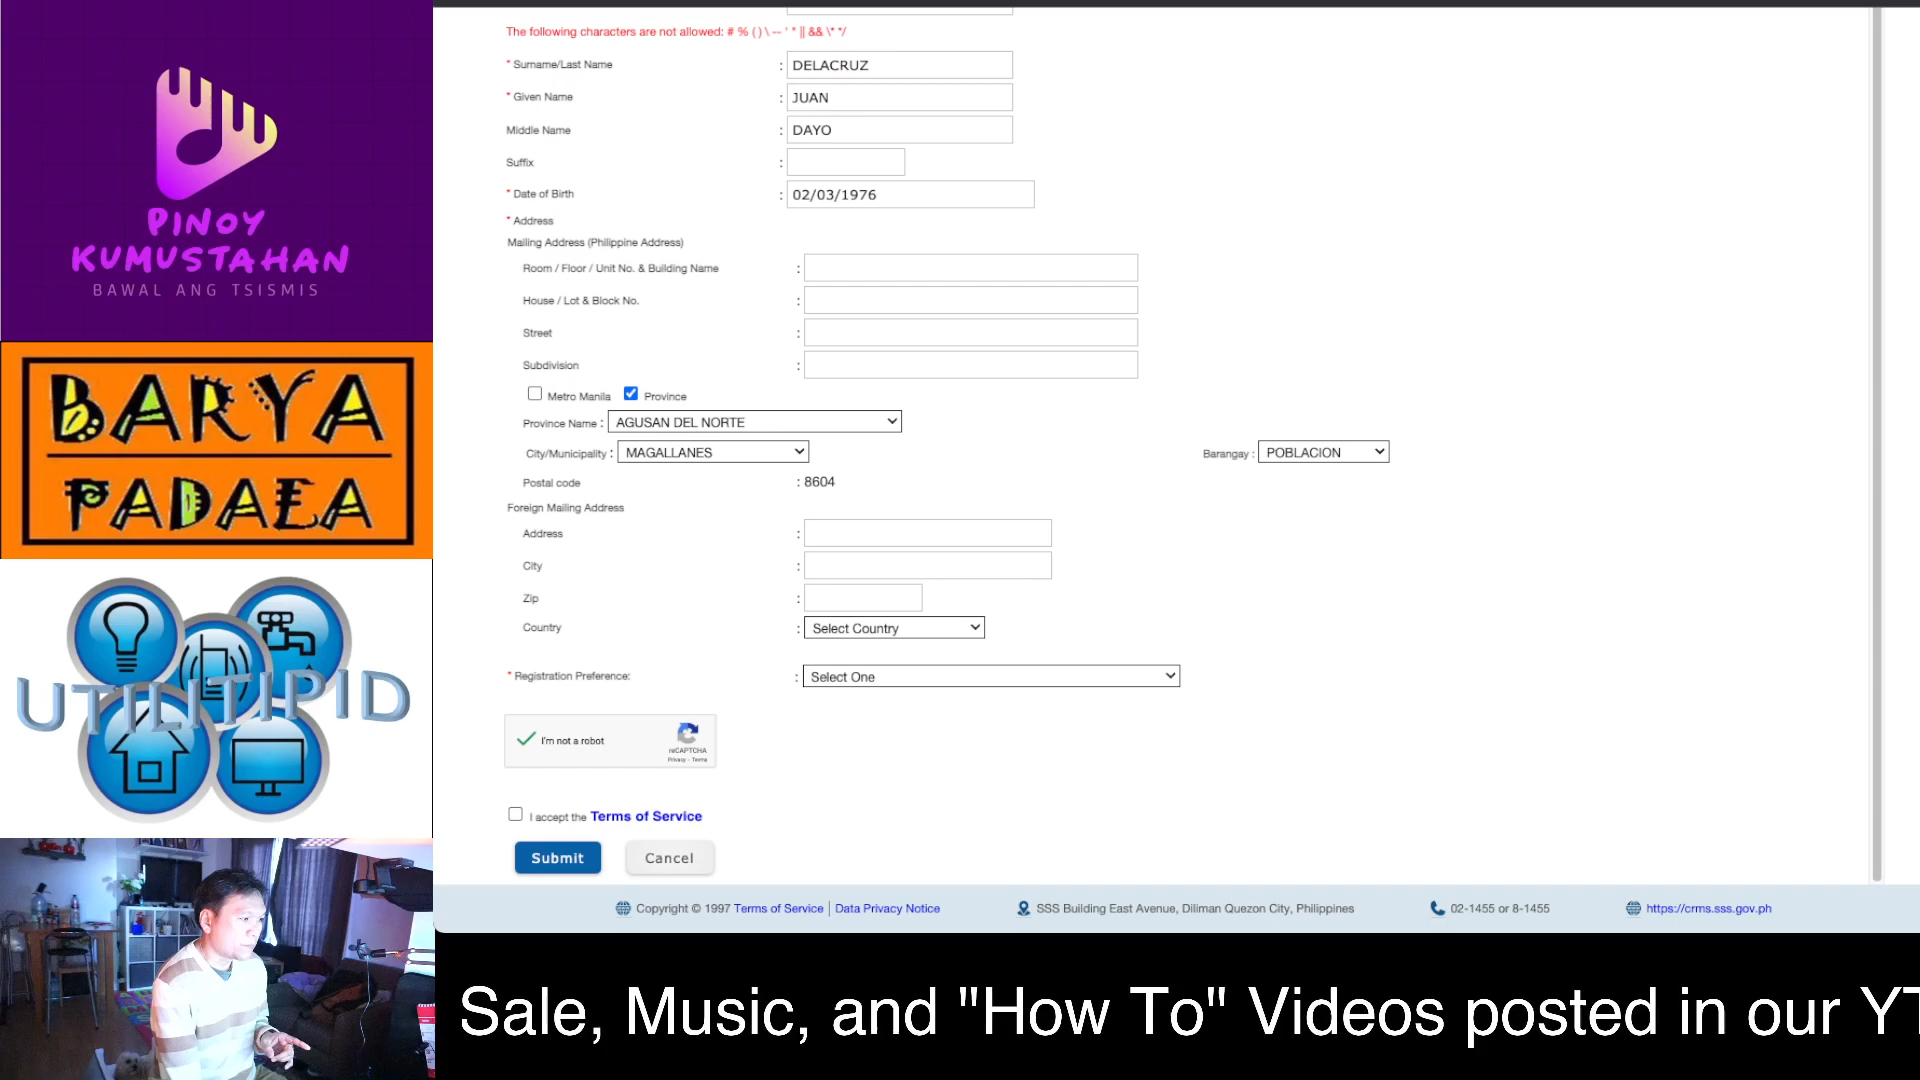 PINOY
KUMUSTAHAN
BAWAL ANG TSISMIS
BARYA
PADALA
UTILITIPID
The following characters are not allowed: # % ( ) \ -- ' " || && \* */
* Surname/Last Name : DELACRUZ
* Given Name : JUAN
Middle Name : DAYO
Suffix :
* Date of Birth : 02/03/1976
* Address
Mailing Address (Philippine Address)
Room / Floor / Unit No. & Building Name :
House / Lot & Block No. :
Street :
Subdivision :
Metro Manila Province
Province Name : AGUSAN DEL NORTE
City/Municipality : MAGALLANES Barangay : POBLACION
Postal code : 8604
Foreign Mailing Address
Address :
City :
Zip :
Country : Select Country
* Registration Preference: : Select One
I'm not a robot
reCAPTCHA
Privacy - Terms
I accept the Terms of Service
Submit Cancel
Copyright © 1997 Terms of Service | Data Privacy Notice SSS Building East Avenue, Diliman Quezon City, Philippines 02-1455 or 8-1455 https://crms.sss.gov.ph
Sale, Music, and "How To" Videos posted in our YT